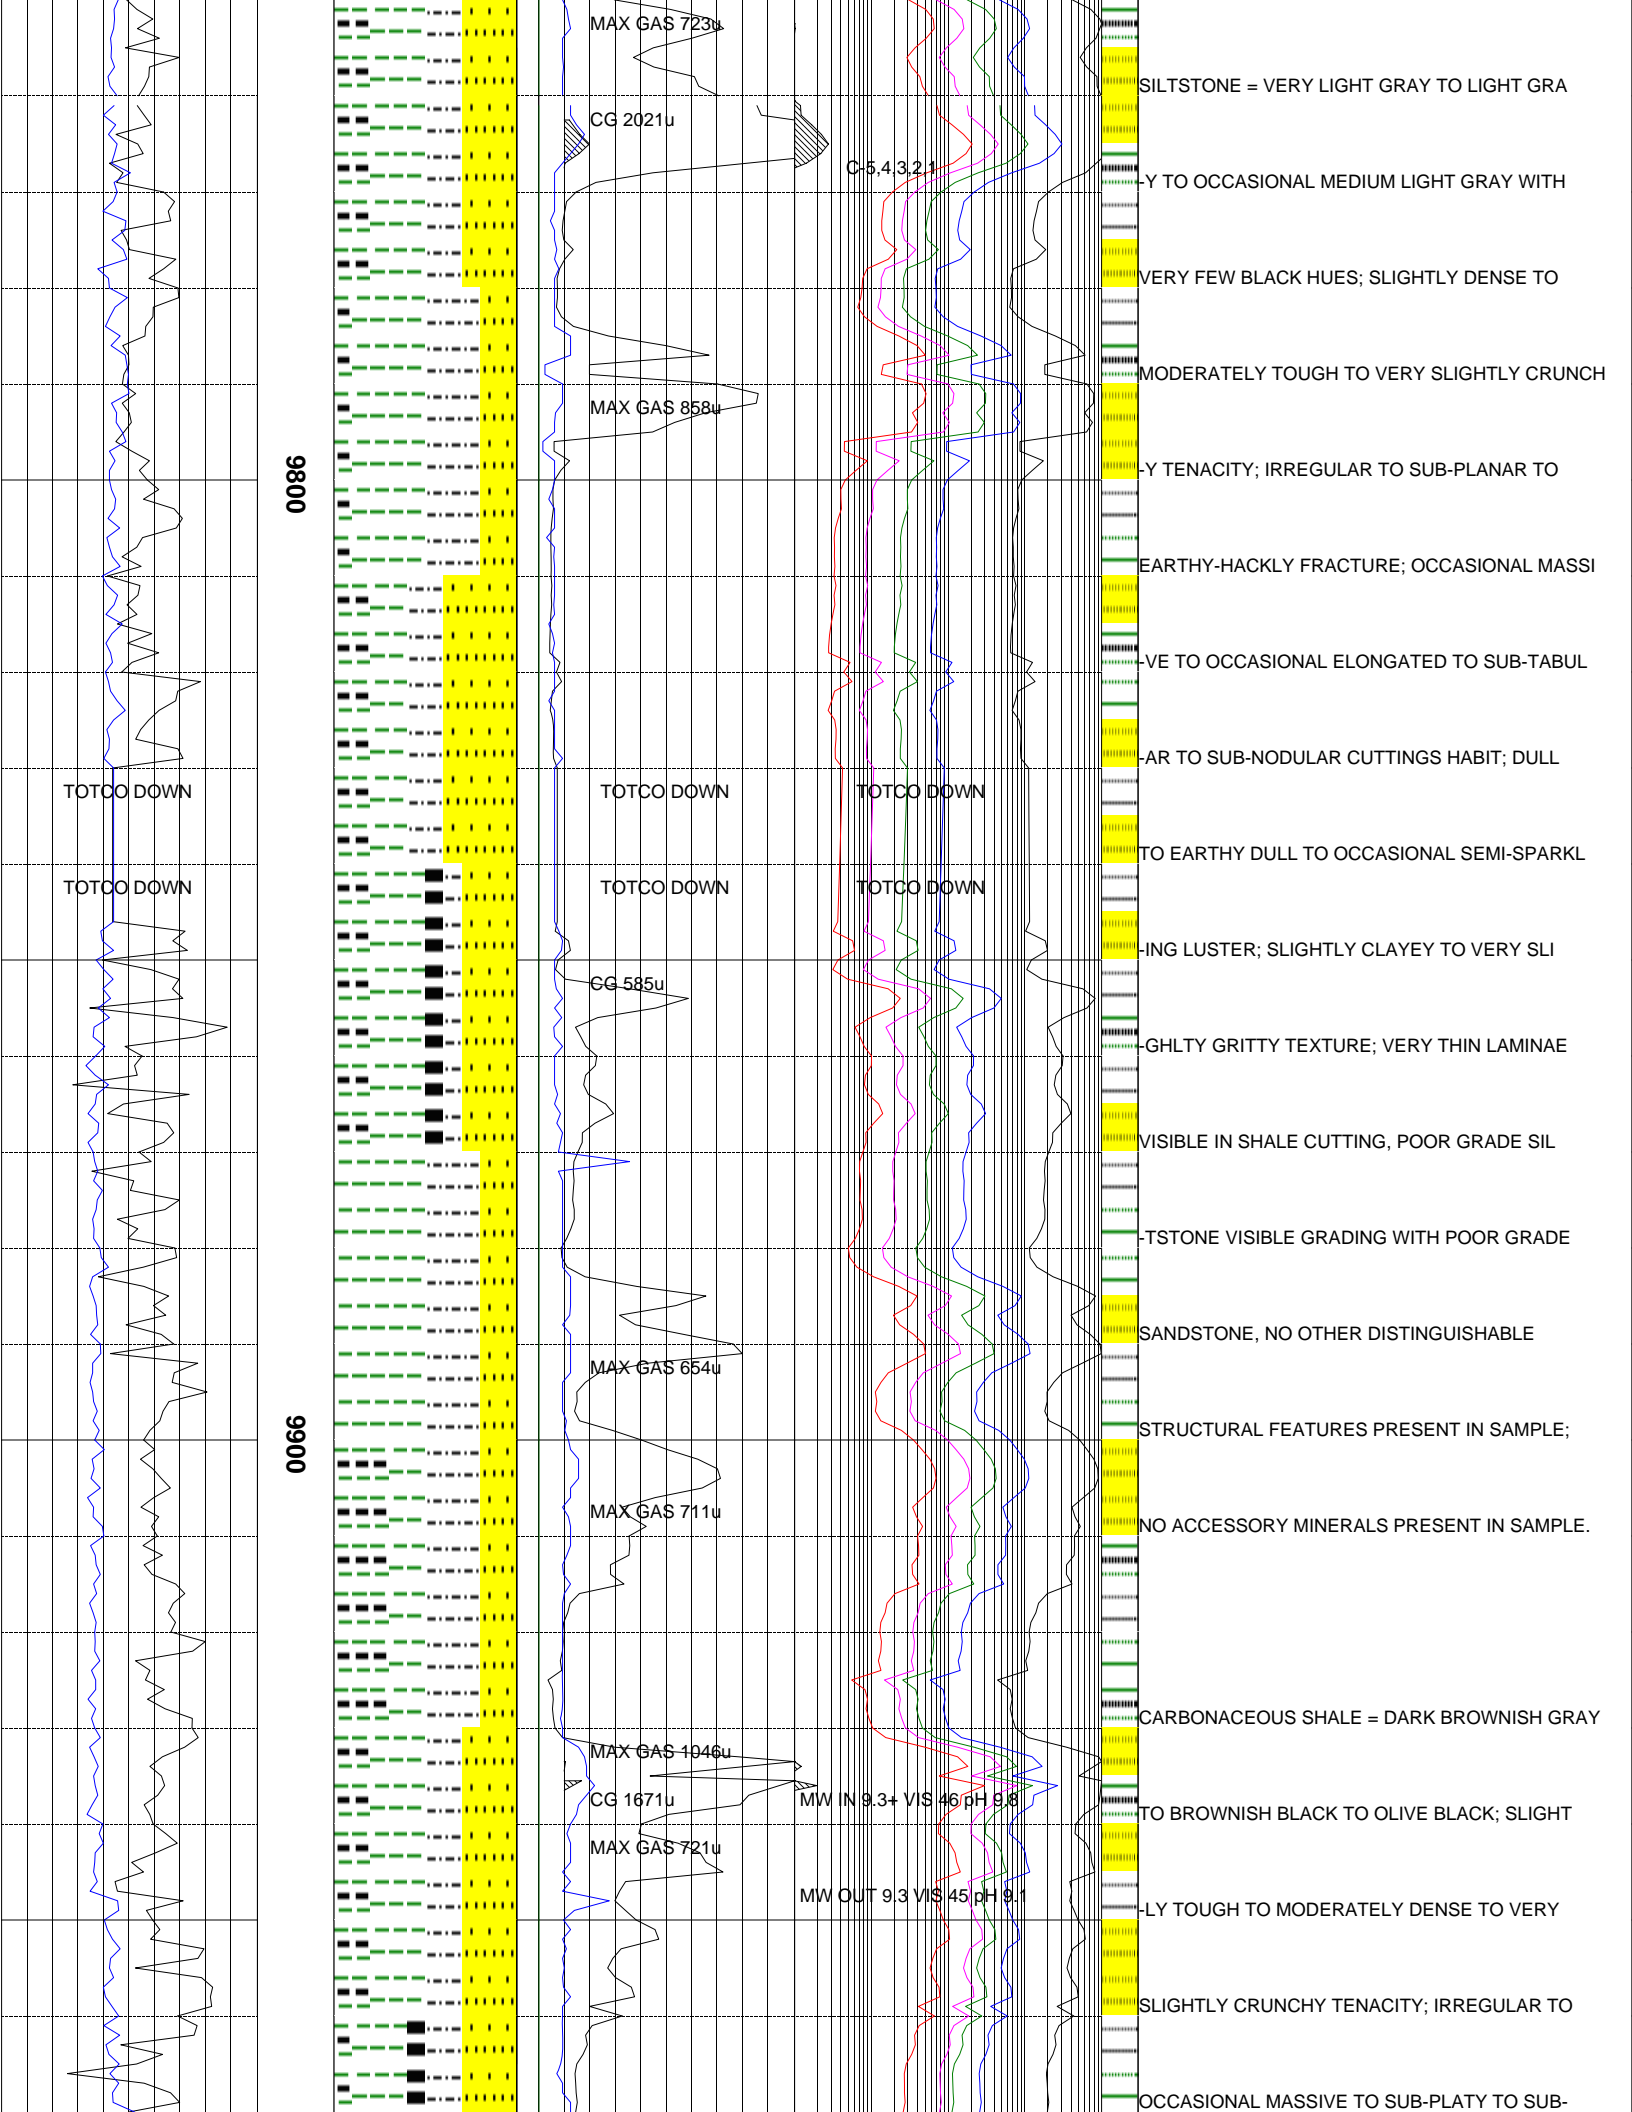 MAX GAS 723u
SILTSTONE = VERY LIGHT GRAY TO LIGHT GRA
CG 2021u
C-5,4,3,2,1
-Y TO OCCASIONAL MEDIUM LIGHT GRAY WITH
VERY FEW BLACK HUES; SLIGHTLY DENSE TO
MODERATELY TOUGH TO VERY SLIGHTLY CRUNCH
MAX GAS 858u
9800
-Y TENACITY; IRREGULAR TO SUB-PLANAR TO
EARTHY-HACKLY FRACTURE; OCCASIONAL MASSI
-VE TO OCCASIONAL ELONGATED TO SUB-TABUL
-AR TO SUB-NODULAR CUTTINGS HABIT; DULL
TOTCO DOWN TOTCO DOWN TOTCO DOWN
TO EARTHY DULL TO OCCASIONAL SEMI-SPARKL
TOTCO DOWN TOTCO DOWN TOTCO DOWN
-ING LUSTER; SLIGHTLY CLAYEY TO VERY SLI
CG 585u
-GHLTY GRITTY TEXTURE; VERY THIN LAMINAE
VISIBLE IN SHALE CUTTING, POOR GRADE SIL
-TSTONE VISIBLE GRADING WITH POOR GRADE
SANDSTONE, NO OTHER DISTINGUISHABLE
MAX GAS 654u
STRUCTURAL FEATURES PRESENT IN SAMPLE;
9900
MAX GAS 711u
NO ACCESSORY MINERALS PRESENT IN SAMPLE.
CARBONACEOUS SHALE = DARK BROWNISH GRAY
MAX GAS 1046u
CG 1671u
MW IN 9.3+ VIS 46 pH 9.8
TO BROWNISH BLACK TO OLIVE BLACK; SLIGHT
MAX GAS 721u
MW OUT 9.3 VIS 45 pH 9.1
-LY TOUGH TO MODERATELY DENSE TO VERY
SLIGHTLY CRUNCHY TENACITY; IRREGULAR TO
OCCASIONAL MASSIVE TO SUB-PLATY TO SUB-